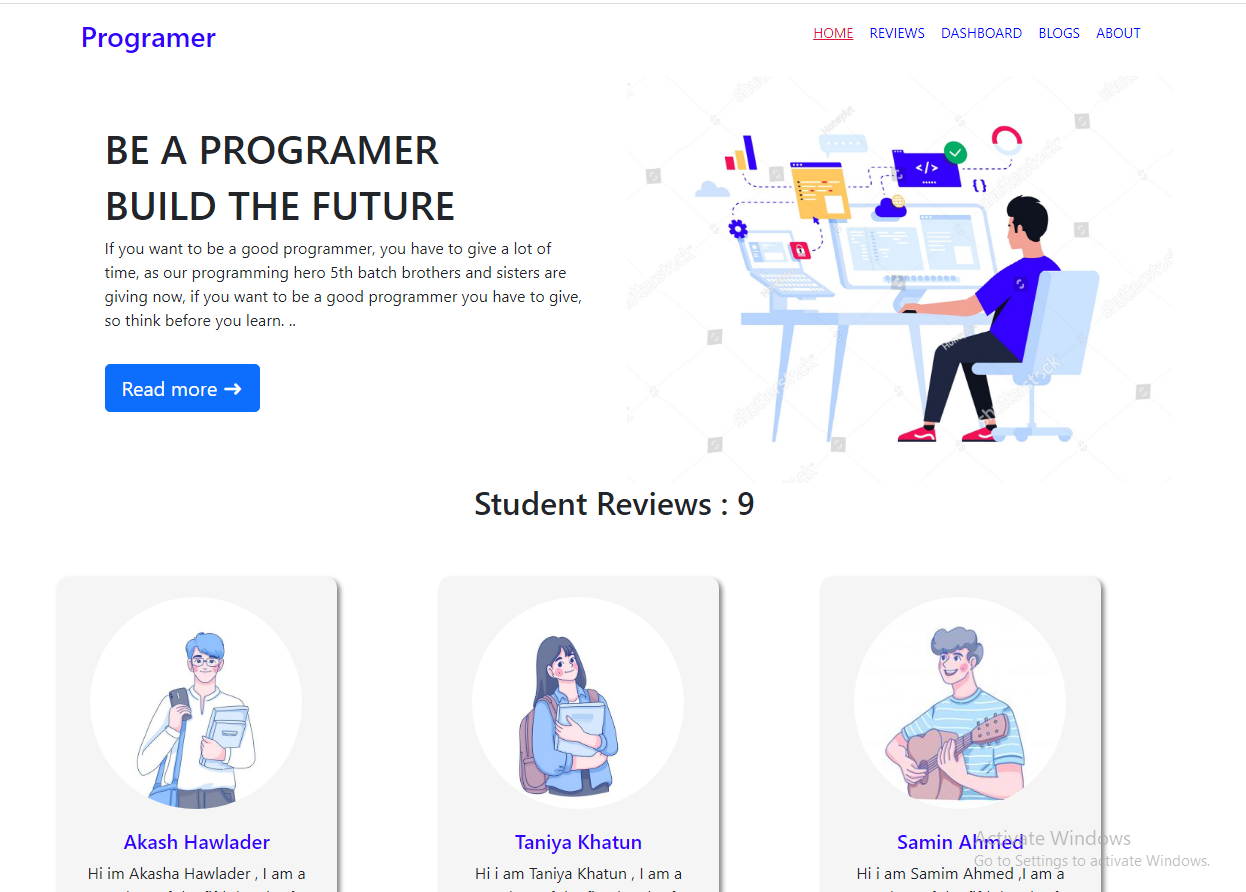 Programer
HOME REVIEWS DASHBOARD BLOGS ABOUT
BE A PROGRAMER
BUILD THE FUTURE
If you want to be a good programmer, you have to give a lot of
time, as our programming hero 5th batch brothers and sisters are
giving now, if you want to be a good programmer you have to give,
so think before you learn. ..
Read more ➜
</>
{}
shutterstock
Student Reviews : 9
Akash Hawlader
Hi im Akasha Hawlader , I am a
Taniya Khatun
Hi i am Taniya Khatun , I am a
Samin Ahmed
Hi i am Samim Ahmed ,I am a
Activate Windows
Go to Settings to activate Windows.